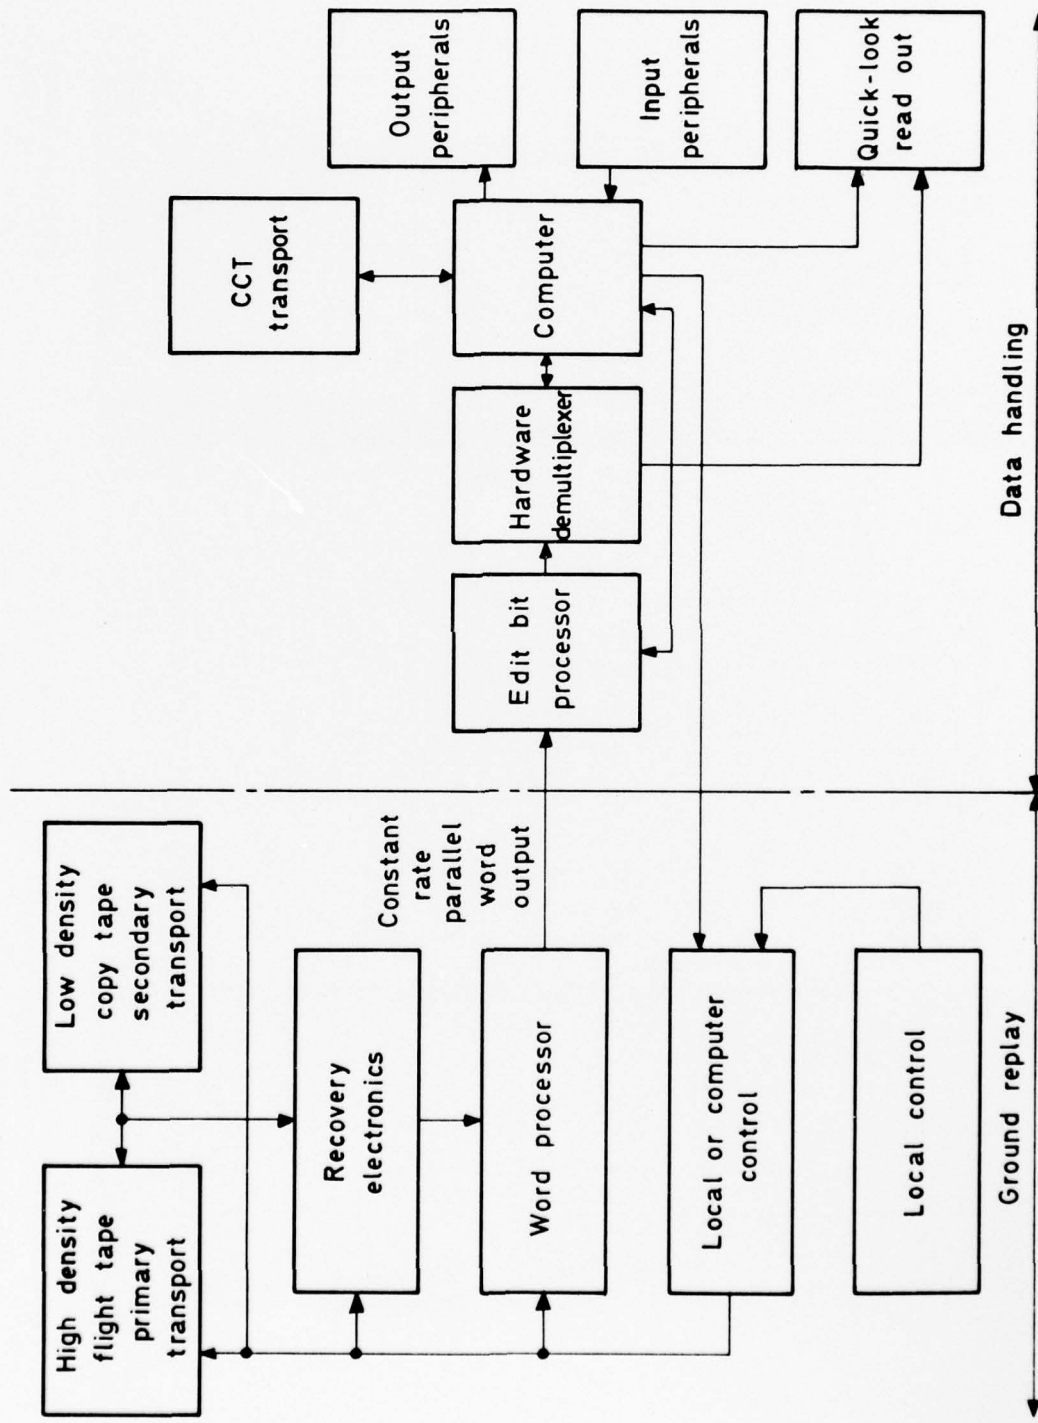 High density
flight tape
primary
transport
Low density
copy tape
secondary
transport
Recovery
electronics
Constant
rate
parallel
word
output
Word processor
Local or computer
control
Local control
Ground replay
CCT
transport
Output
peripherals
Edit bit
processor
Hardware
demultiplexer
Computer
Input
peripherals
Quick-look
read out
Data handling